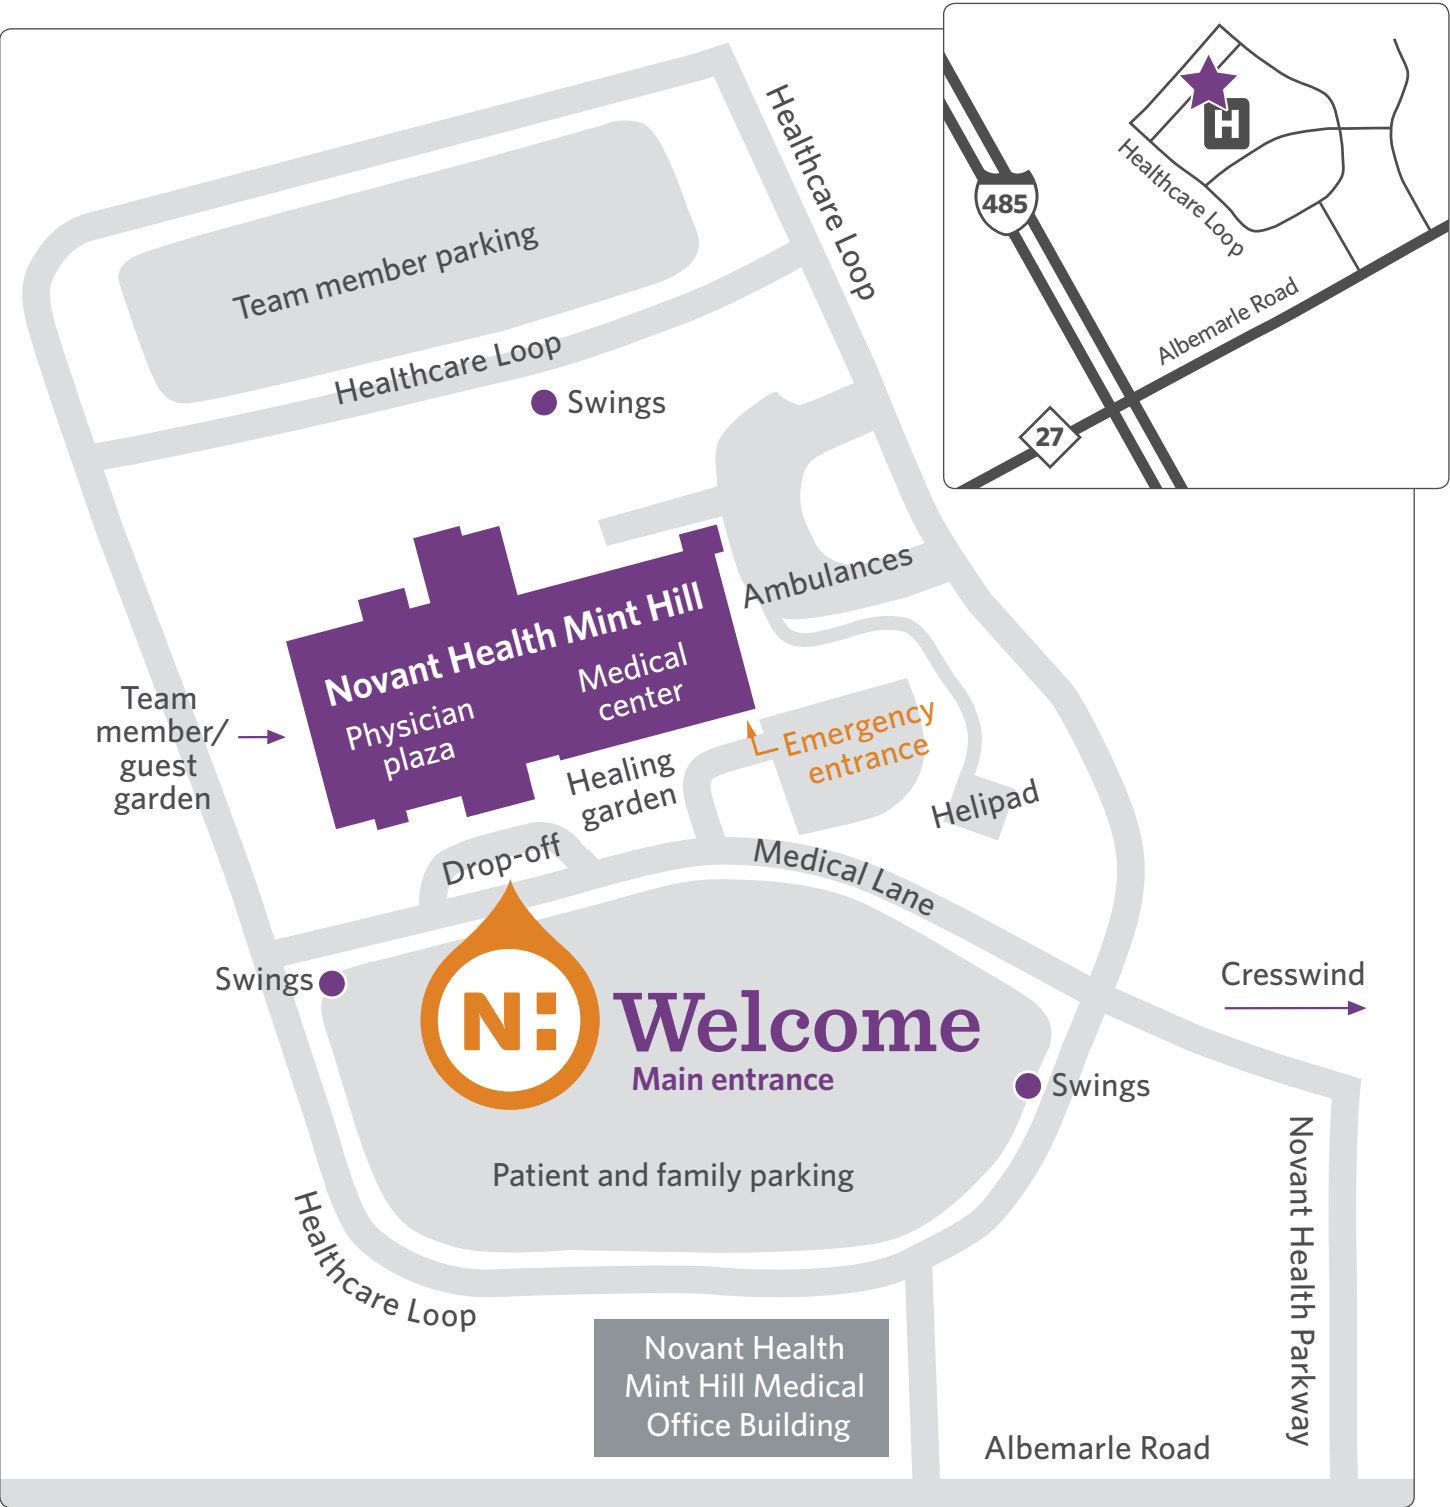 Healthcare Loop
Team member parking
Healthcare Loop
Swings
Ambulances
Novant Health Mint Hill
Physician
plaza
Medical
center
Team
member/
guest
garden
Emergency
entrance
Healing
garden
Helipad
Drop-off
Medical Lane
Swings
N:
Welcome
Main entrance
Cresswind
Swings
Patient and family parking
Healthcare Loop
Novant Health Parkway
Novant Health
Mint Hill Medical
Office Building
Albemarle Road
H
Healthcare Loop
485
Albemarle Road
27